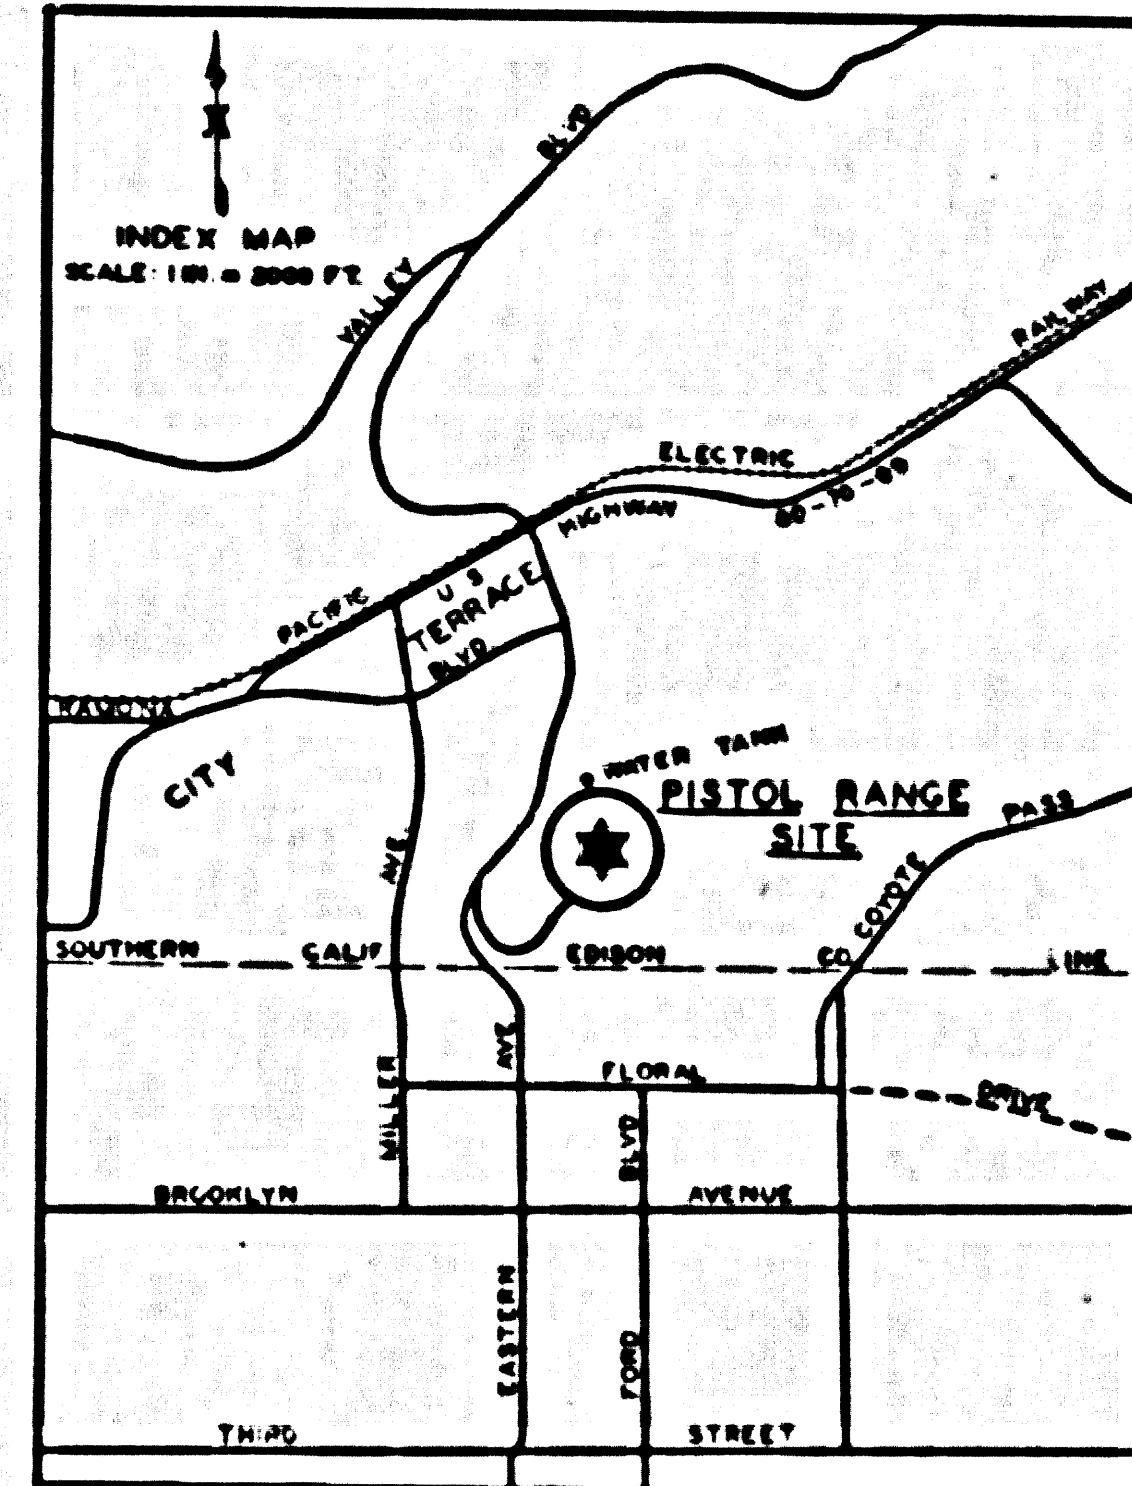 BLVD
INDEX MAP
SCALE: 1 IN. = 2000 FT.
VALLEY
RAILWAY
ELECTRIC
HIGHWAY
60-70-99
U S
TERRACE
BLVD.
PACIFIC
RAMONA
CITY
WATER TANK
PISTOL RANGE
SITE
PASS
COYOTE
AVE.
SOUTHERN CALIF EDISON CO. LINE
AVE
MILLER
FLORAL DRIVE
BLVD
BROOKLYN AVENUE
EASTERN
FORD
THIRD STREET